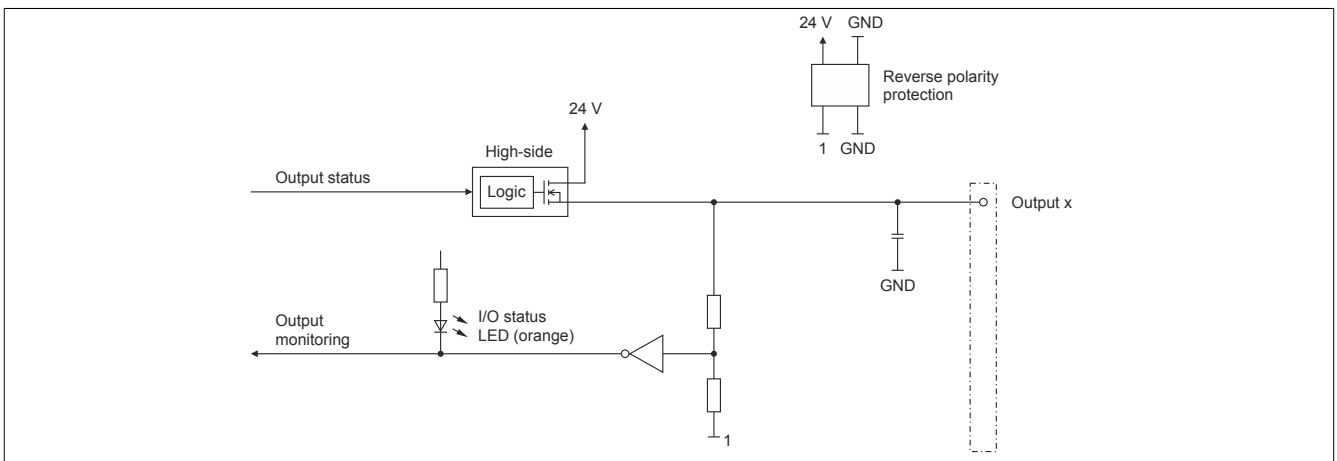 24 V GND
Reverse polarity
protection
1 GND
24 V
High-side
Output status
Logic
Output x
GND
I/O status
LED (orange)
Output
monitoring
1